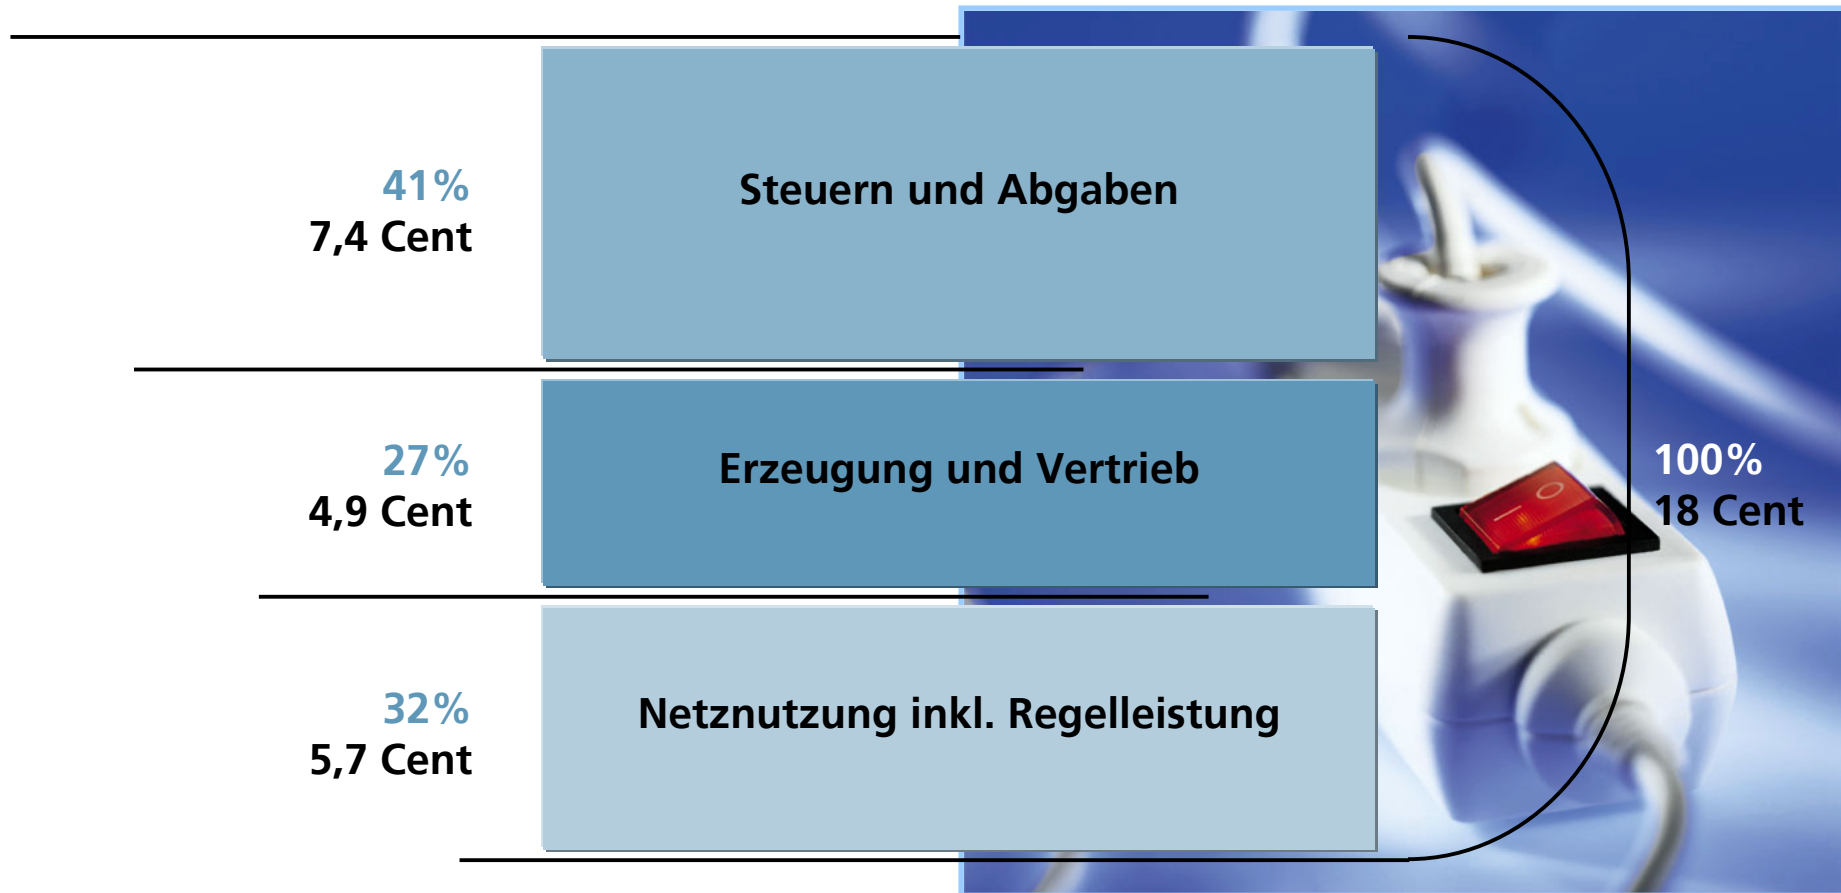 41%
7,4 Cent
Steuern und Abgaben
27%
4,9 Cent
Erzeugung und Vertrieb
100%
18 Cent
32%
5,7 Cent
Netznutzung inkl. Regelleistung